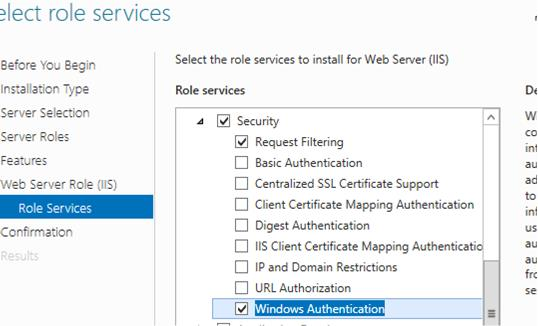 elect role services
Before You Begin
Installation Type
Server Selection
Server Roles
Features
Web Server Role (IIS)
Role Services
Confirmation
Results
Select the role services to install for Web Server (IIS)
Role services
Security
Request Filtering
Basic Authentication
Centralized SSL Certificate Support
Client Certificate Mapping Authentication
Digest Authentication
IIS Client Certificate Mapping Authenticatio
IP and Domain Restrictions
URL Authorization
Windows Authentication
De
W
co
int
au
ad
to
inf
us
au
au
fro
se